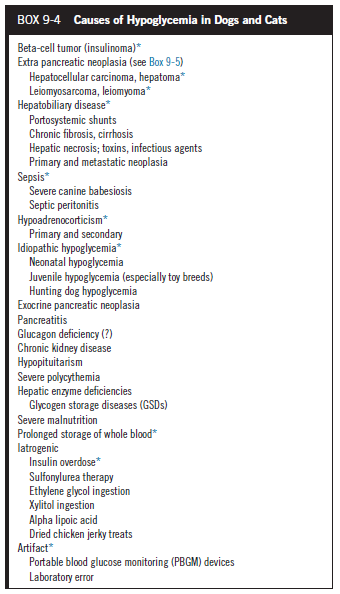 BOX 9-4 Causes of Hypoglycemia in Dogs and Cats
Beta-cell tumor (insulinoma)*
Extra pancreatic neoplasia (see Box 9-5)
Hepatocellular carcinoma, hepatoma*
Leiomyosarcoma, leiomyoma*
Hepatobiliary disease*
Portosystemic shunts
Chronic fibrosis, cirrhosis
Hepatic necrosis; toxins, infectious agents
Primary and metastatic neoplasia
Sepsis*
Severe canine babesiosis
Septic peritonitis
Hypoadrenocorticism*
Primary and secondary
Idiopathic hypoglycemia*
Neonatal hypoglycemia
Juvenile hypoglycemia (especially toy breeds)
Hunting dog hypoglycemia
Exocrine pancreatic neoplasia
Pancreatitis
Glucagon deficiency (?)
Chronic kidney disease
Hypopituitarism
Severe polycythemia
Hepatic enzyme deficiencies
Glycogen storage diseases (GSDs)
Severe malnutrition
Prolonged storage of whole blood*
Iatrogenic
Insulin overdose*
Sulfonylurea therapy
Ethylene glycol ingestion
Xylitol ingestion
Alpha lipoic acid
Dried chicken jerky treats
Artifact*
Portable blood glucose monitoring (PBGM) devices
Laboratory error